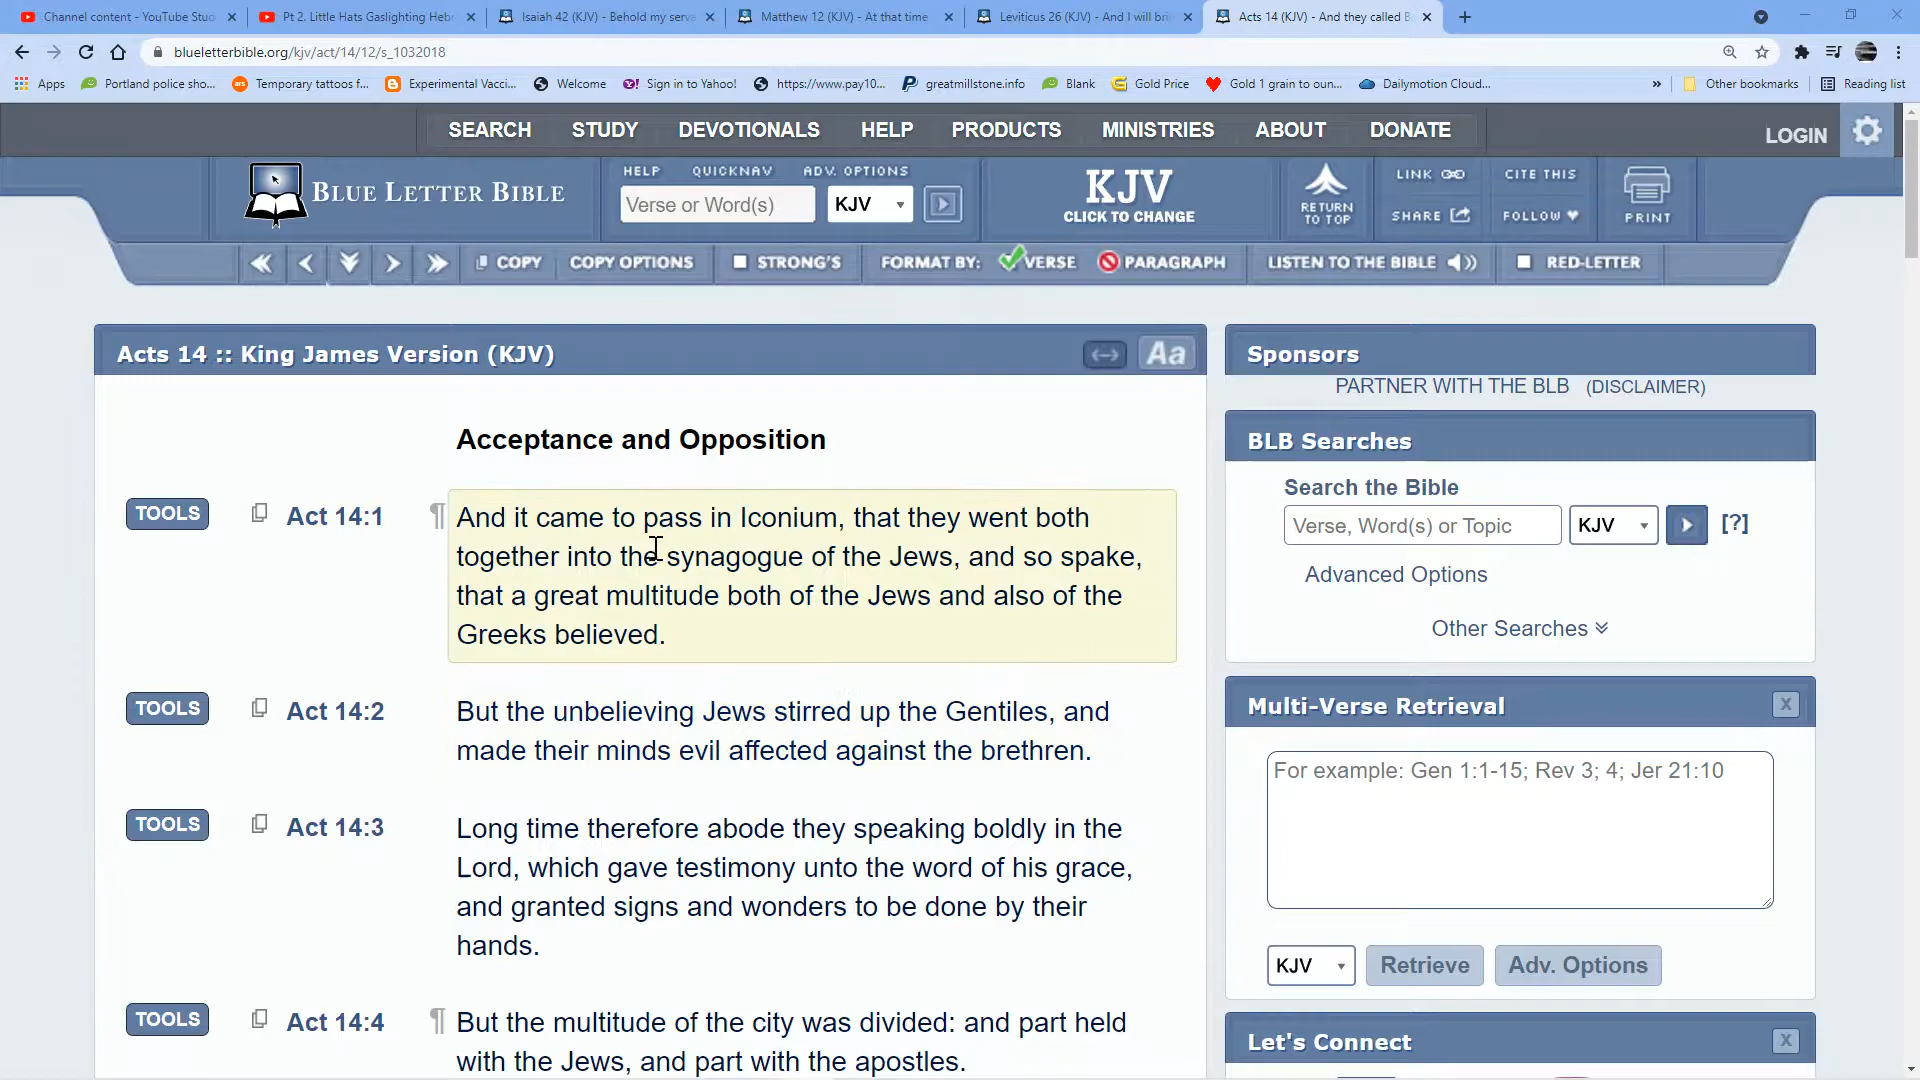 Channel content - YouTube Stu
Pt 2. Little Hats Gaslighting Heb
Isaiah 42 (KJV) - Behold my serva
Matthew 12 (KJV) - At that time
Leviticus 26 (KJV) - And I will bri
Acts 14 (KJV) - And they called B
blueletterbible.org/kjv/act/14/12/s_1032018
Apps
Portland police sho...
Temporary tattoos f...
Experimental Vacci...
Welcome
Sign in to Yahoo!
https://www.pay10...
greatmillstone.info
Blank
Gold Price
Gold 1 grain to oun...
Dailymotion Cloud...
»
Other bookmarks
Reading list
SEARCH STUDY DEVOTIONALS HELP PRODUCTS MINISTRIES ABOUT DONATE
LOGIN
BLUE LETTER BIBLE
HELP QUICKNAV ADV. OPTIONS
Verse or Word(s) KJV
KJV
CLICK TO CHANGE
RETURN
TO TOP
LINK
CITE THIS
SHARE
FOLLOW
PRINT
COPY COPY OPTIONS STRONG'S FORMAT BY: VERSE PARAGRAPH LISTEN TO THE BIBLE RED-LETTER
Acts 14 :: King James Version (KJV)
Aa
Acceptance and Opposition
TOOLS Act 14:1 ¶ And it came to pass in Iconium, that they went both
together into the synagogue of the Jews, and so spake,
that a great multitude both of the Jews and also of the
Greeks believed.
TOOLS Act 14:2 But the unbelieving Jews stirred up the Gentiles, and
made their minds evil affected against the brethren.
TOOLS Act 14:3 Long time therefore abode they speaking boldly in the
Lord, which gave testimony unto the word of his grace,
and granted signs and wonders to be done by their
hands.
TOOLS Act 14:4 ¶ But the multitude of the city was divided: and part held
with the Jews, and part with the apostles.
Sponsors
PARTNER WITH THE BLB (DISCLAIMER)
BLB Searches
Search the Bible
Verse, Word(s) or Topic KJV [?]
Advanced Options
Other Searches
Multi-Verse Retrieval X
For example: Gen 1:1-15; Rev 3; 4; Jer 21:10
KJV Retrieve Adv. Options
Let's Connect X